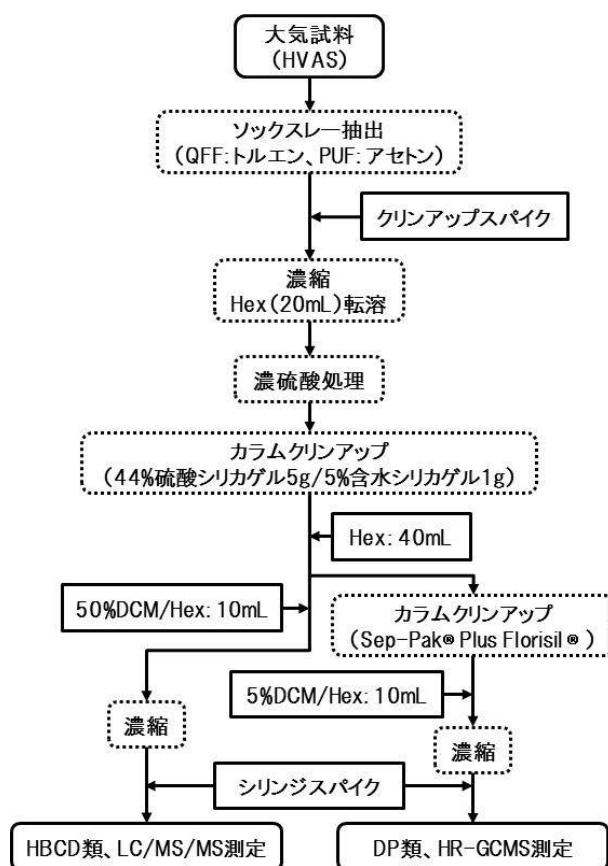 大気試料
(HVAS)
ソックスレー抽出
(QFF:トルエン、PUF:アセトン)
クリンアップスパイク
濃縮
Hex(20mL)転溶
濃硫酸処理
カラムクリンアップ
(44%硫酸シリカゲル5g/5%含水シリカゲル1g)
Hex:40mL
50%DCM/Hex:10mL
カラムクリンアップ
(Sep-Pak® Plus Florisil®)
5%DCM/Hex:10mL
濃縮
濃縮
シリンジスパイク
HBCD類、LC/MS/MS測定
DP類、HR-GCMS測定